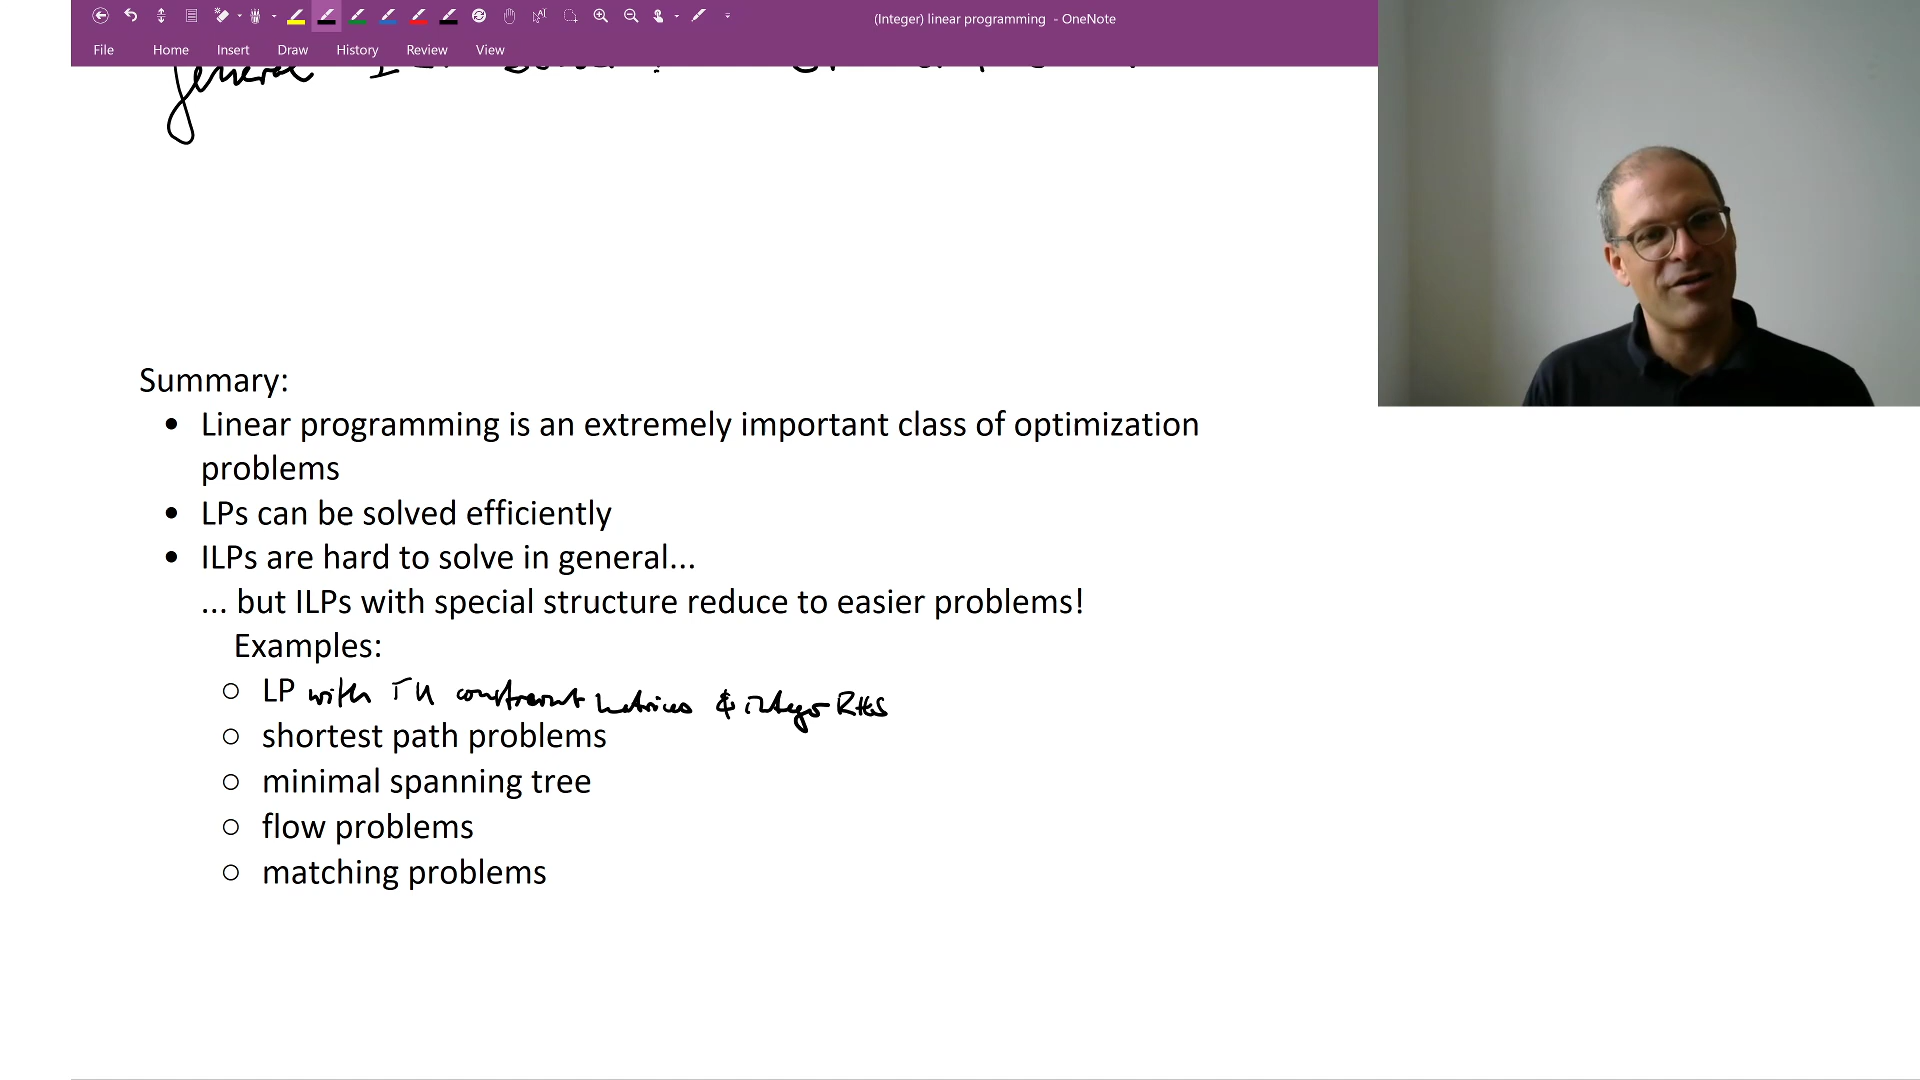 (Integer) linear programming - OneNote
File Home Insert Draw History Review View
general
Summary:
• Linear programming is an extremely important class of optimization
problems
• LPs can be solved efficiently
• ILPs are hard to solve in general...
... but ILPs with special structure reduce to easier problems!
Examples:
○ LP with TU constraint matrices & integer RHS
○ shortest path problems
○ minimal spanning tree
○ flow problems
○ matching problems